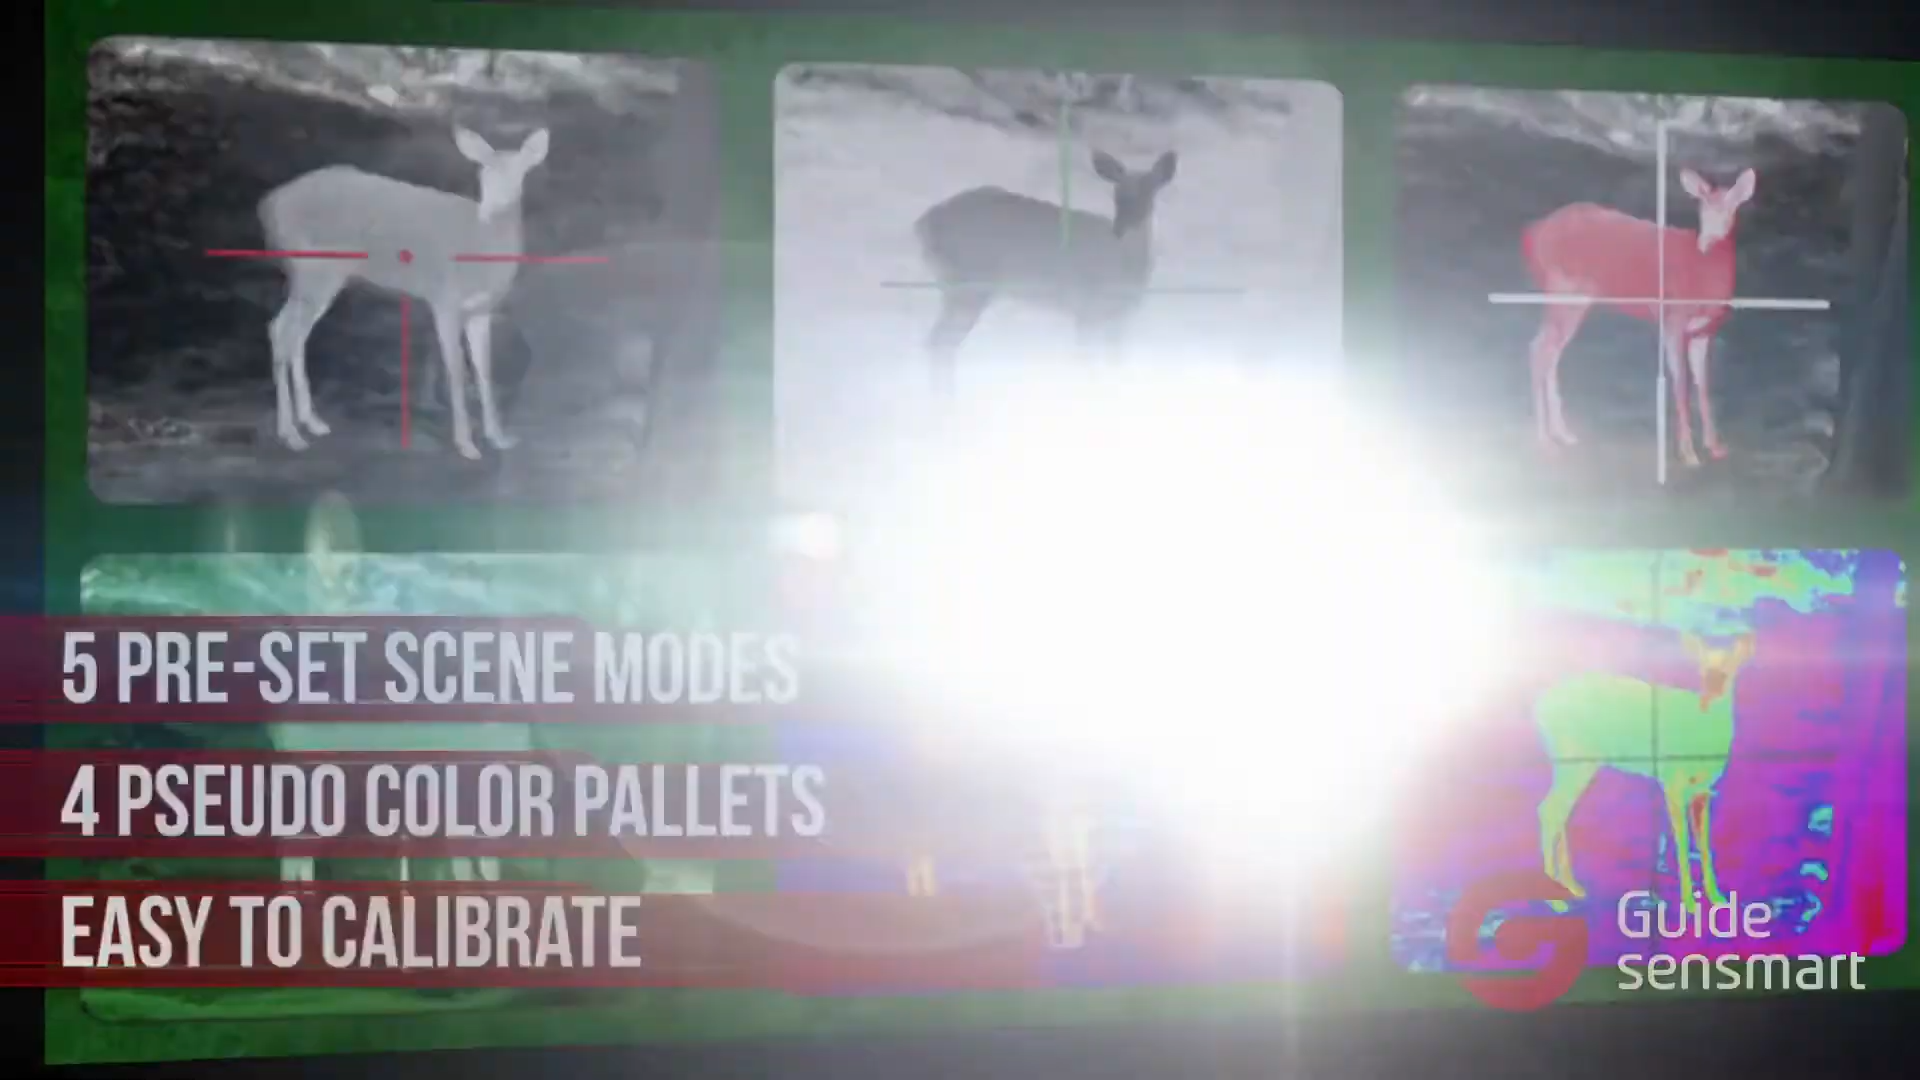 5 PRE-SET SCENE MODES
4 PSEUDO COLOR PALLETS
EASY TO CALIBRATE
Guide
sensmart